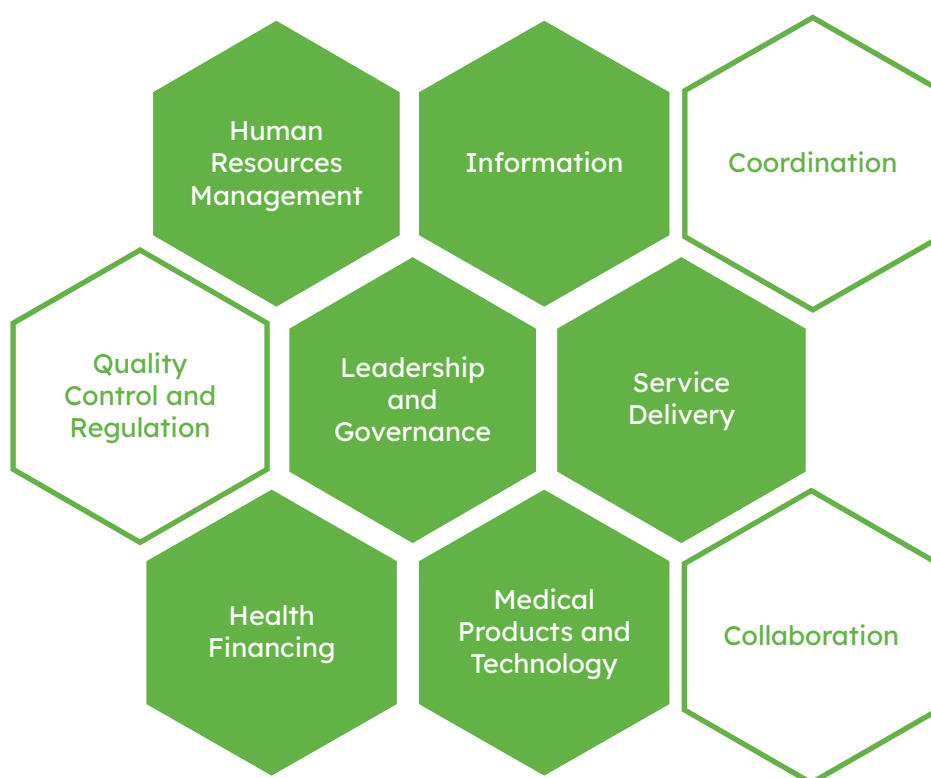 Human
Resources
Management
Information
Coordination
Quality
Control and
Regulation
Leadership
and
Governance
Service
Delivery
Health
Financing
Medical
Products and
Technology
Collaboration